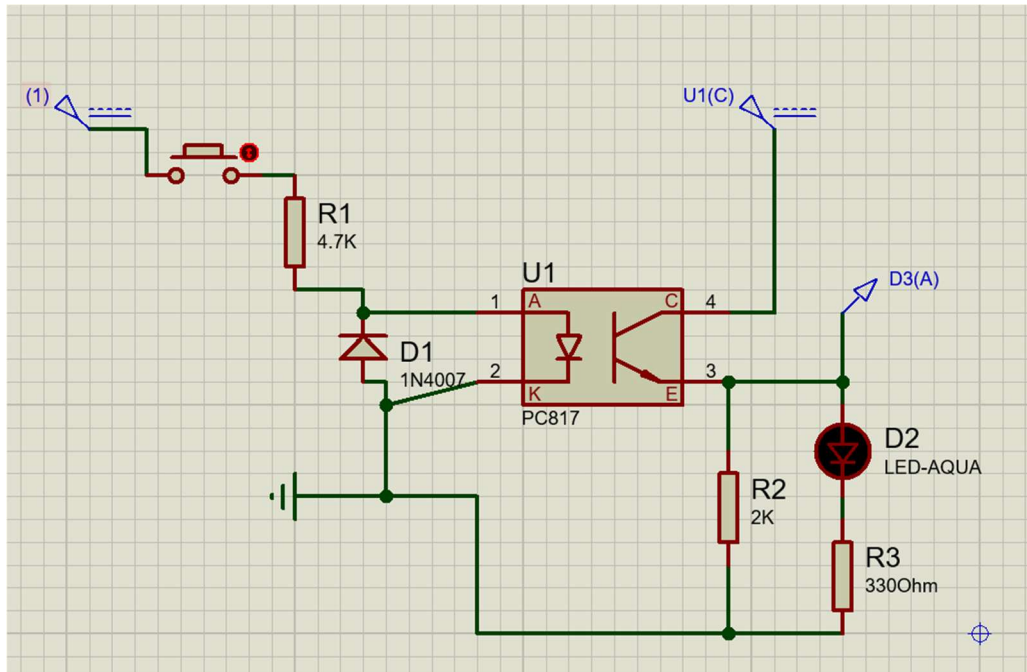 (1)
U1(C)
R1
4.7K
U1
D3(A)
1
A
C
4
D1
1N4007
2
K
E
3
PC817
D2
LED-AQUA
R2
2K
R3
330Ohm